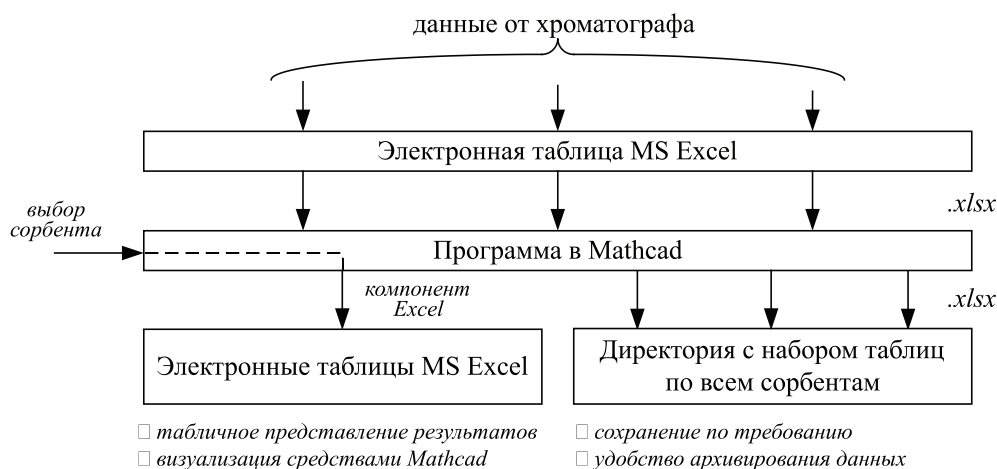 данные от хроматографа
Электронная таблица MS Excel
.xlsx
выбор
сорбента
Программа в Mathcad
компонент
Excel
.xlsx
Электронные таблицы MS Excel
Директория с набором таблиц
по всем сорбентам
табличное представление результатов
визуализация средствами Mathcad
сохранение по требованию
удобство архивирования данных